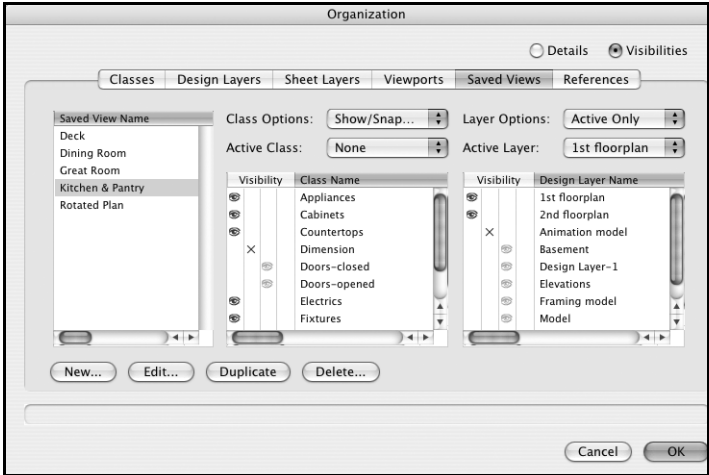 Organization
Details Visibilities
Classes Design Layers Sheet Layers Viewports Saved Views References
Saved View Name
Deck
Dining Room
Great Room
Kitchen & Pantry
Rotated Plan
Class Options: Show/Snap...
Active Class: None
Visibility Class Name
Appliances
Cabinets
Countertops
Dimension
Doors-closed
Doors-opened
Electrics
Fixtures
Layer Options: Active Only
Active Layer: 1st floorplan
Visibility Design Layer Name
1st floorplan
2nd floorplan
Animation model
Basement
Design Layer-1
Elevations
Framing model
Model
New... Edit... Duplicate Delete...
Cancel OK